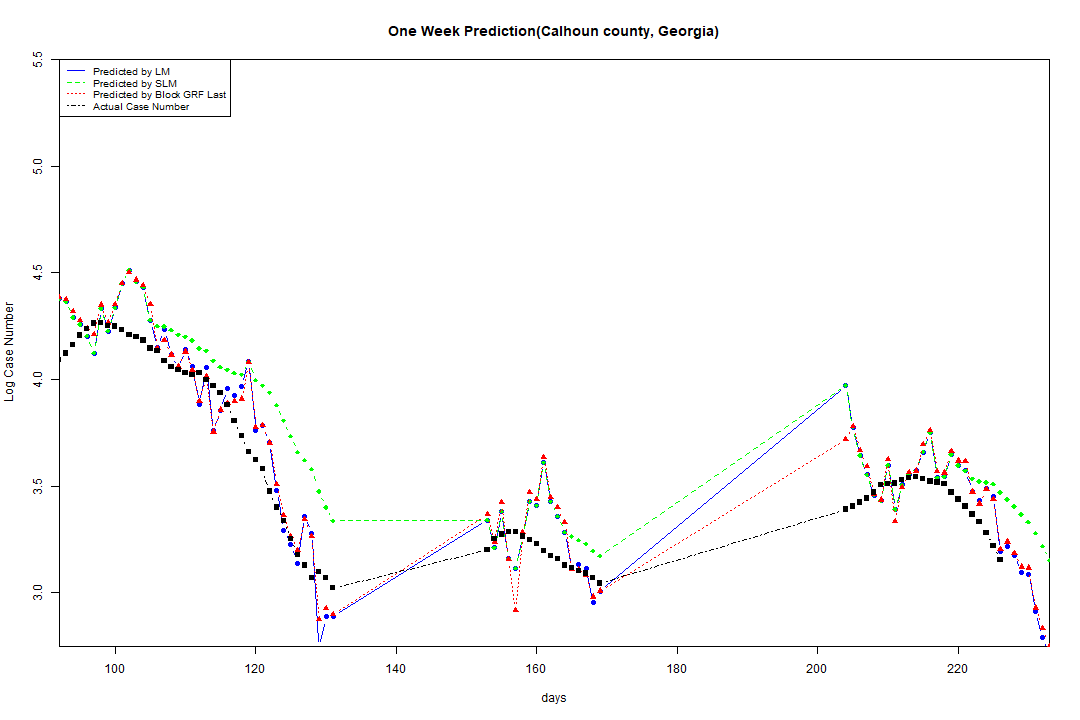 One Week Prediction(Calhoun county, Georgia)
Predicted by LM
Predicted by SLM
Predicted by Block GRF Last
Actual Case Number
5.5
5.0
4.5
4.0
3.5
3.0
Log Case Number
100 120 140 160 180 200 220
days